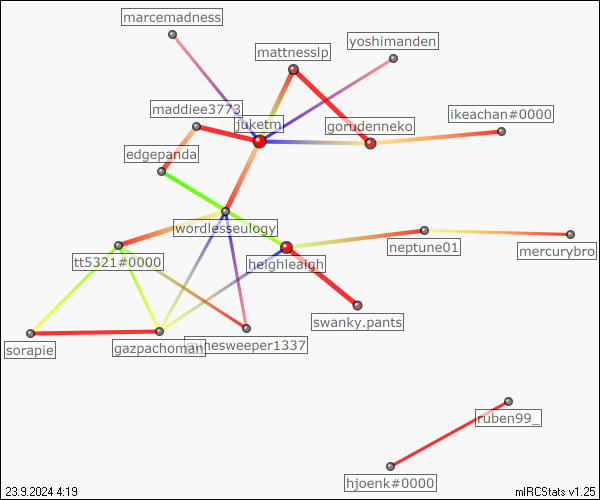 marcemadness
yoshimanden
mattnesslp
maddiee3773
ikeachan#0000
juketm
gorudenneko
edgepanda
wordlesseulogy
neptune01
mercurybro
tt5321#0000
heighleaigh
swanky.pants
sorapie
gazpachoman
minesweeper1337
ruben99_
hjoenk#0000
23.9.2024 4:19
mIRCStats v1.25